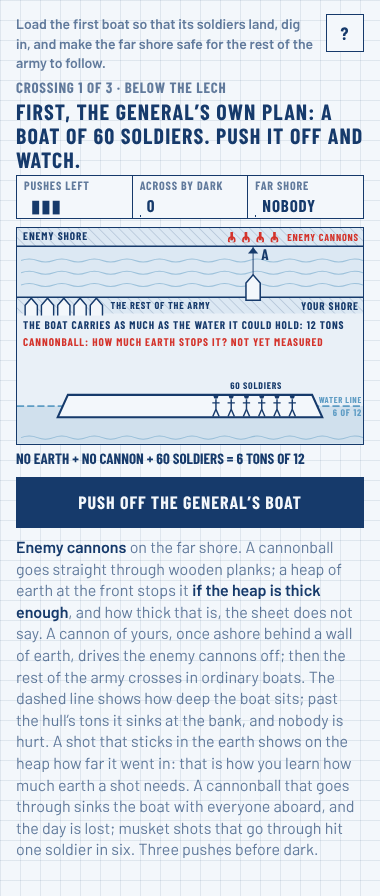 Load the first boat so that its soldiers land, dig
in, and make the far shore safe for the rest of the
army to follow.
?
CROSSING 1 OF 3 · BELOW THE LECH
FIRST, THE GENERAL’S OWN PLAN: A
BOAT OF 60 SOLDIERS. PUSH IT OFF AND
WATCH.
PUSHES LEFT
ACROSS BY DARK
0
FAR SHORE
NOBODY
ENEMY SHORE
ENEMY CANNONS
A
THE REST OF THE ARMY
YOUR SHORE
THE BOAT CARRIES AS MUCH AS THE WATER IT COULD HOLD: 12 TONS
CANNONBALL: HOW MUCH EARTH STOPS IT? NOT YET MEASURED
60 SOLDIERS
WATER LINE
6 OF 12
NO EARTH + NO CANNON + 60 SOLDIERS = 6 TONS OF 12
PUSH OFF THE GENERAL’S BOAT
Enemy cannons on the far shore. A cannonball
goes straight through wooden planks; a heap of
earth at the front stops it if the heap is thick
enough, and how thick that is, the sheet does not
say. A cannon of yours, once ashore behind a wall
of earth, drives the enemy cannons off; then the
rest of the army crosses in ordinary boats. The
dashed line shows how deep the boat sits; past
the hull’s tons it sinks at the bank, and nobody is
hurt. A shot that sticks in the earth shows on the
heap how far it went in: that is how you learn how
much earth a shot needs. A cannonball that goes
through sinks the boat with everyone aboard, and
the day is lost; musket shots that go through hit
one soldier in six. Three pushes before dark.